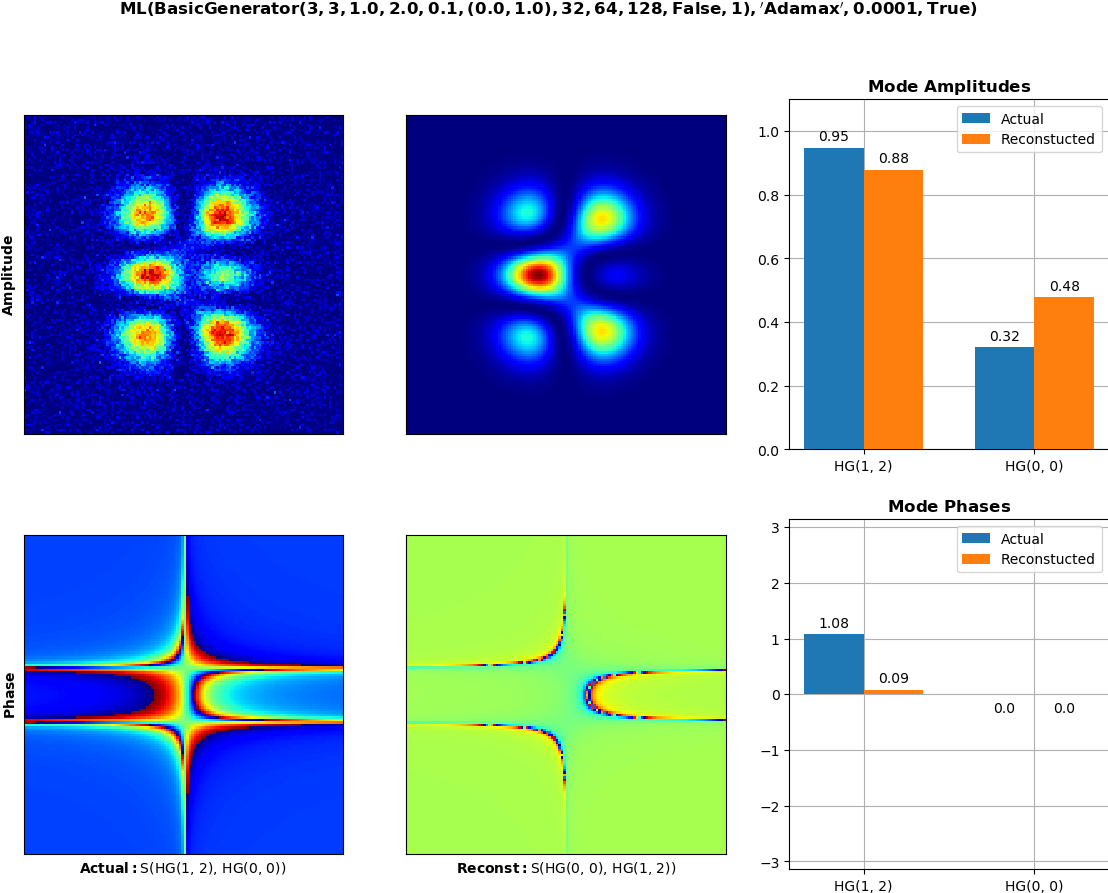 ML(BasicGenerator(3, 3, 1.0, 2.0, 0.1, (0.0, 1.0), 32, 64, 128, False, 1), ′Adamax′, 0.0001, True)
Amplitude
Mode Amplitudes
Actual
Reconstucted
1.0
0.8
0.6
0.4
0.2
0.0
0.95
0.88
0.32
0.48
HG(1, 2)
HG(0, 0)
Phase
Actual:S(HG(1, 2), HG(0, 0))
Reconst:S(HG(0, 0), HG(1, 2))
Mode Phases
Actual
Reconstucted
3
2
1
0
−1
−2
−3
1.08
0.09
0.0
0.0
HG(1, 2)
HG(0, 0)